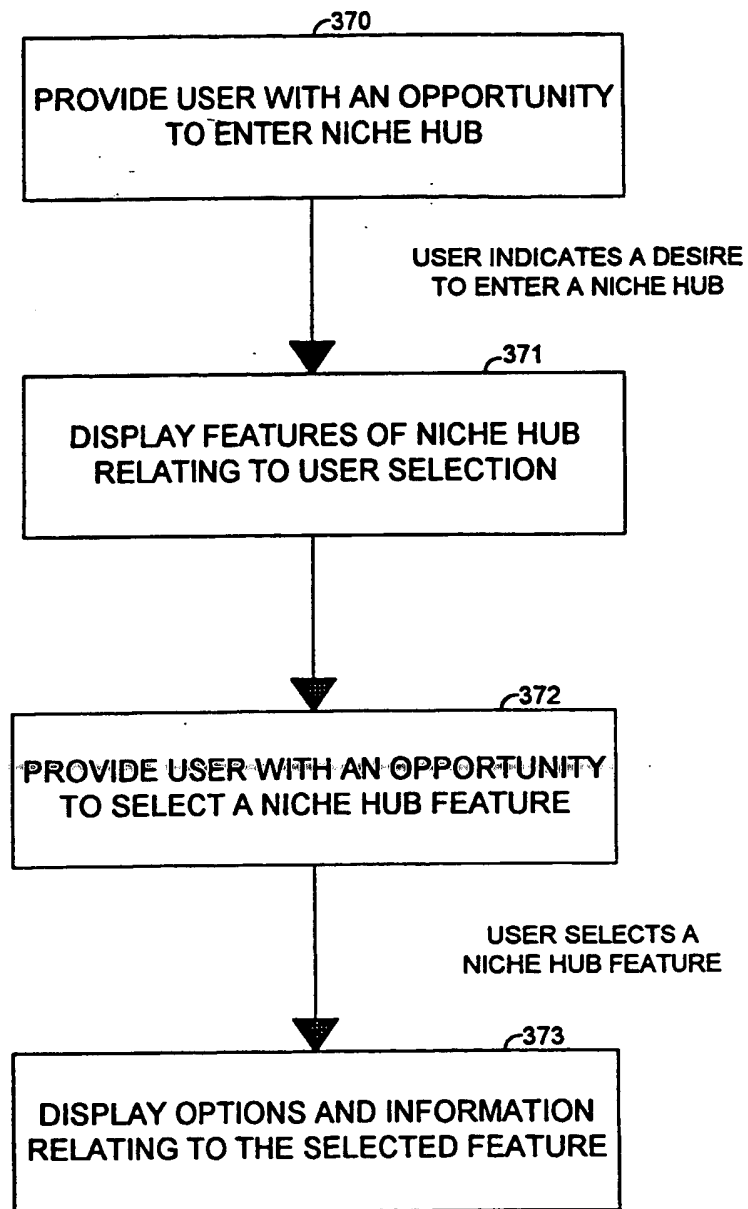 370
PROVIDE USER WITH AN OPPORTUNITY
TO ENTER NICHE HUB
USER INDICATES A DESIRE
TO ENTER A NICHE HUB
371
DISPLAY FEATURES OF NICHE HUB
RELATING TO USER SELECTION
372
PROVIDE USER WITH AN OPPORTUNITY
TO SELECT A NICHE HUB FEATURE
USER SELECTS A
NICHE HUB FEATURE
373
DISPLAY OPTIONS AND INFORMATION
RELATING TO THE SELECTED FEATURE